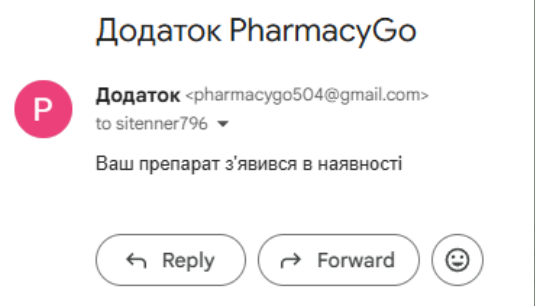 Додаток PharmacyGo
P
Додаток <pharmacygo504@gmail.com>
to sitenner796
Ваш препарат з'явився в наявності
Reply Forward